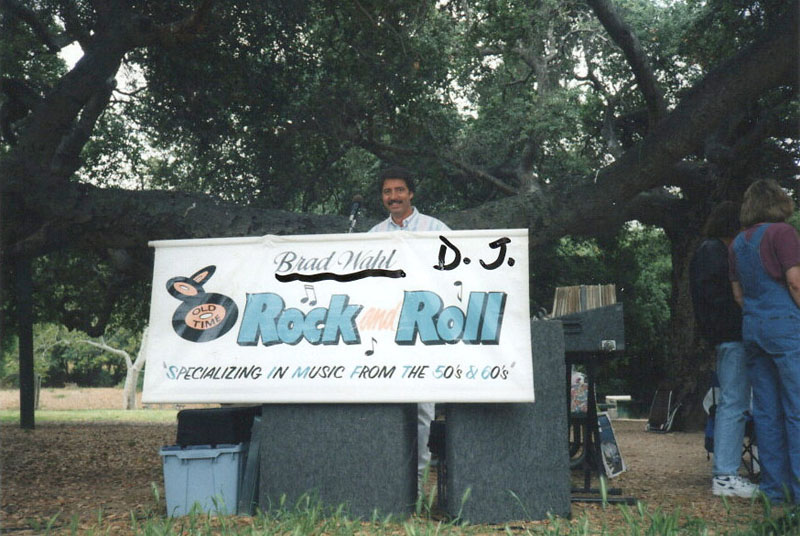 Brad Wahl D.J.
OLD TIME
Rock and Roll
"SPECIALIZING IN MUSIC FROM THE 50's & 60's"